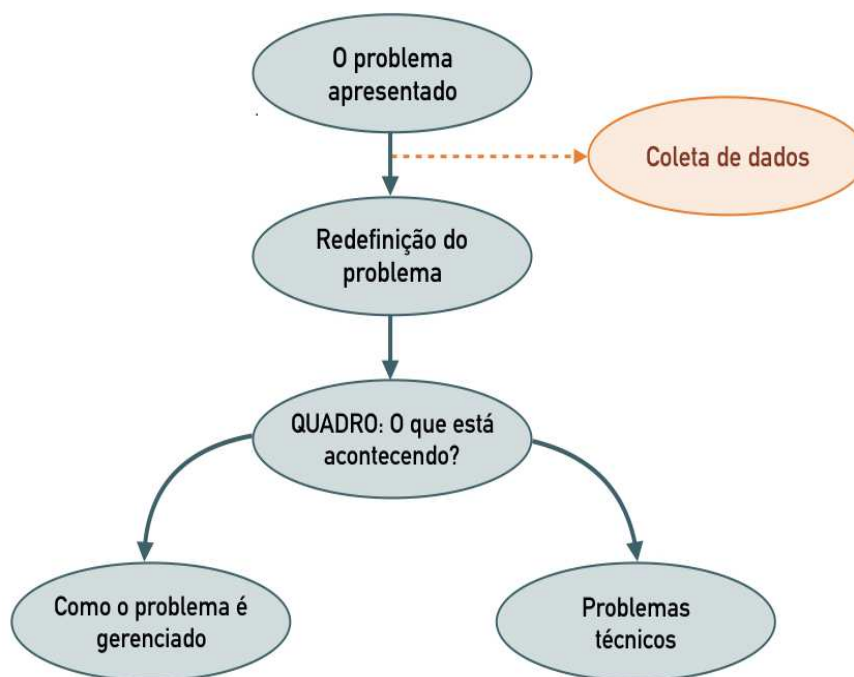 O problema
apresentado
Coleta de dados
Redefinição do
problema
QUADRO: O que está
acontecendo?
Como o problema é
gerenciado
Problemas
técnicos